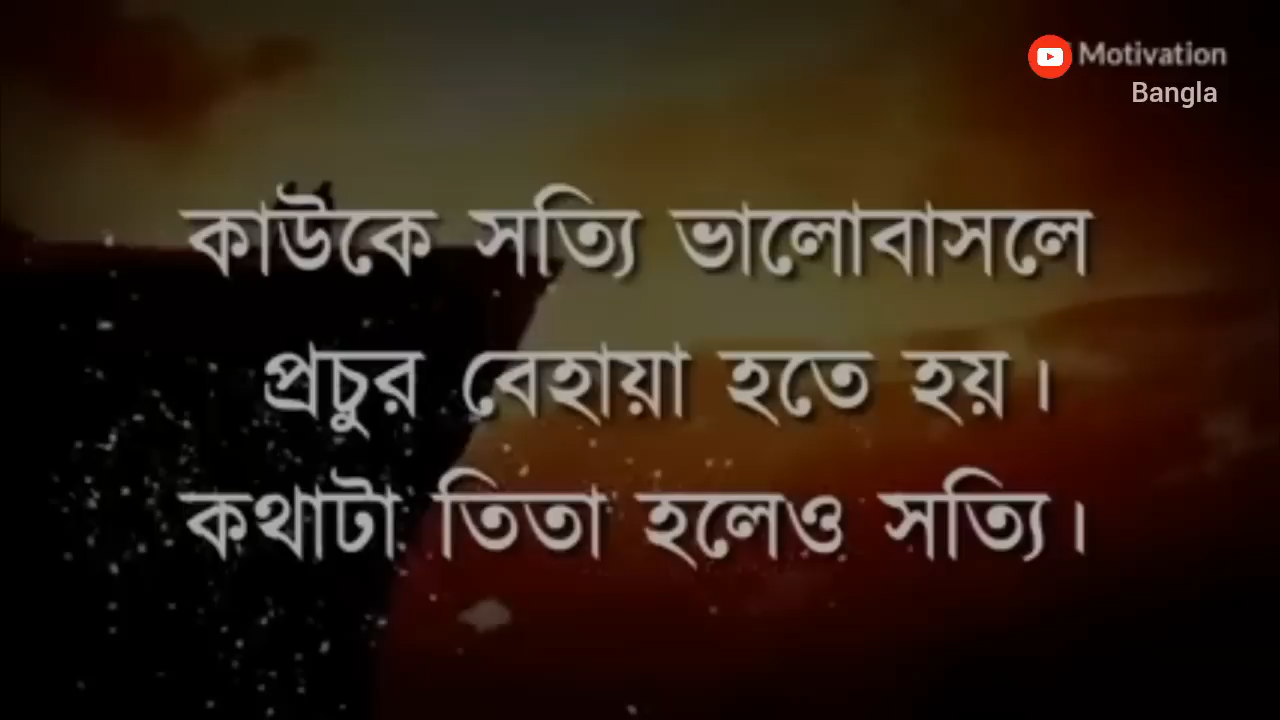 Motivation
Bangla
কাউকে সত্যি ভালোবাসলে
প্রচুর বেহায়া হতে হয়।
কথাটা তিতা হলেও সত্যি।